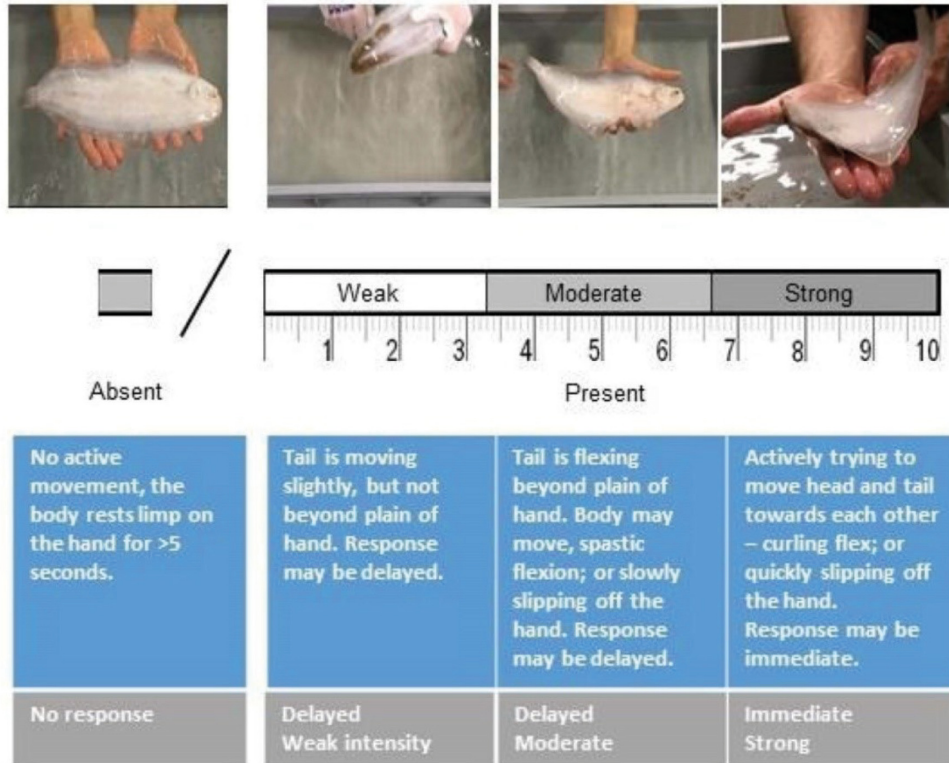 Weak
Moderate
Strong
1 2 3 4 5 6 7 8 9 10
Absent
Present
No active
movement, the
body rests limp on
the hand for >5
seconds.
Tail is moving
slightly, but not
beyond plain of
hand. Response
may be delayed.
Tail is flexing
beyond plain of
hand. Body may
move, spastic
flexion; or slowly
slipping off the
hand. Response
may be delayed.
Actively trying to
move head and tail
towards each other
– curling flex; or
quickly slipping off
the hand.
Response may be
immediate.
No response
Delayed
Weak intensity
Delayed
Moderate
Immediate
Strong